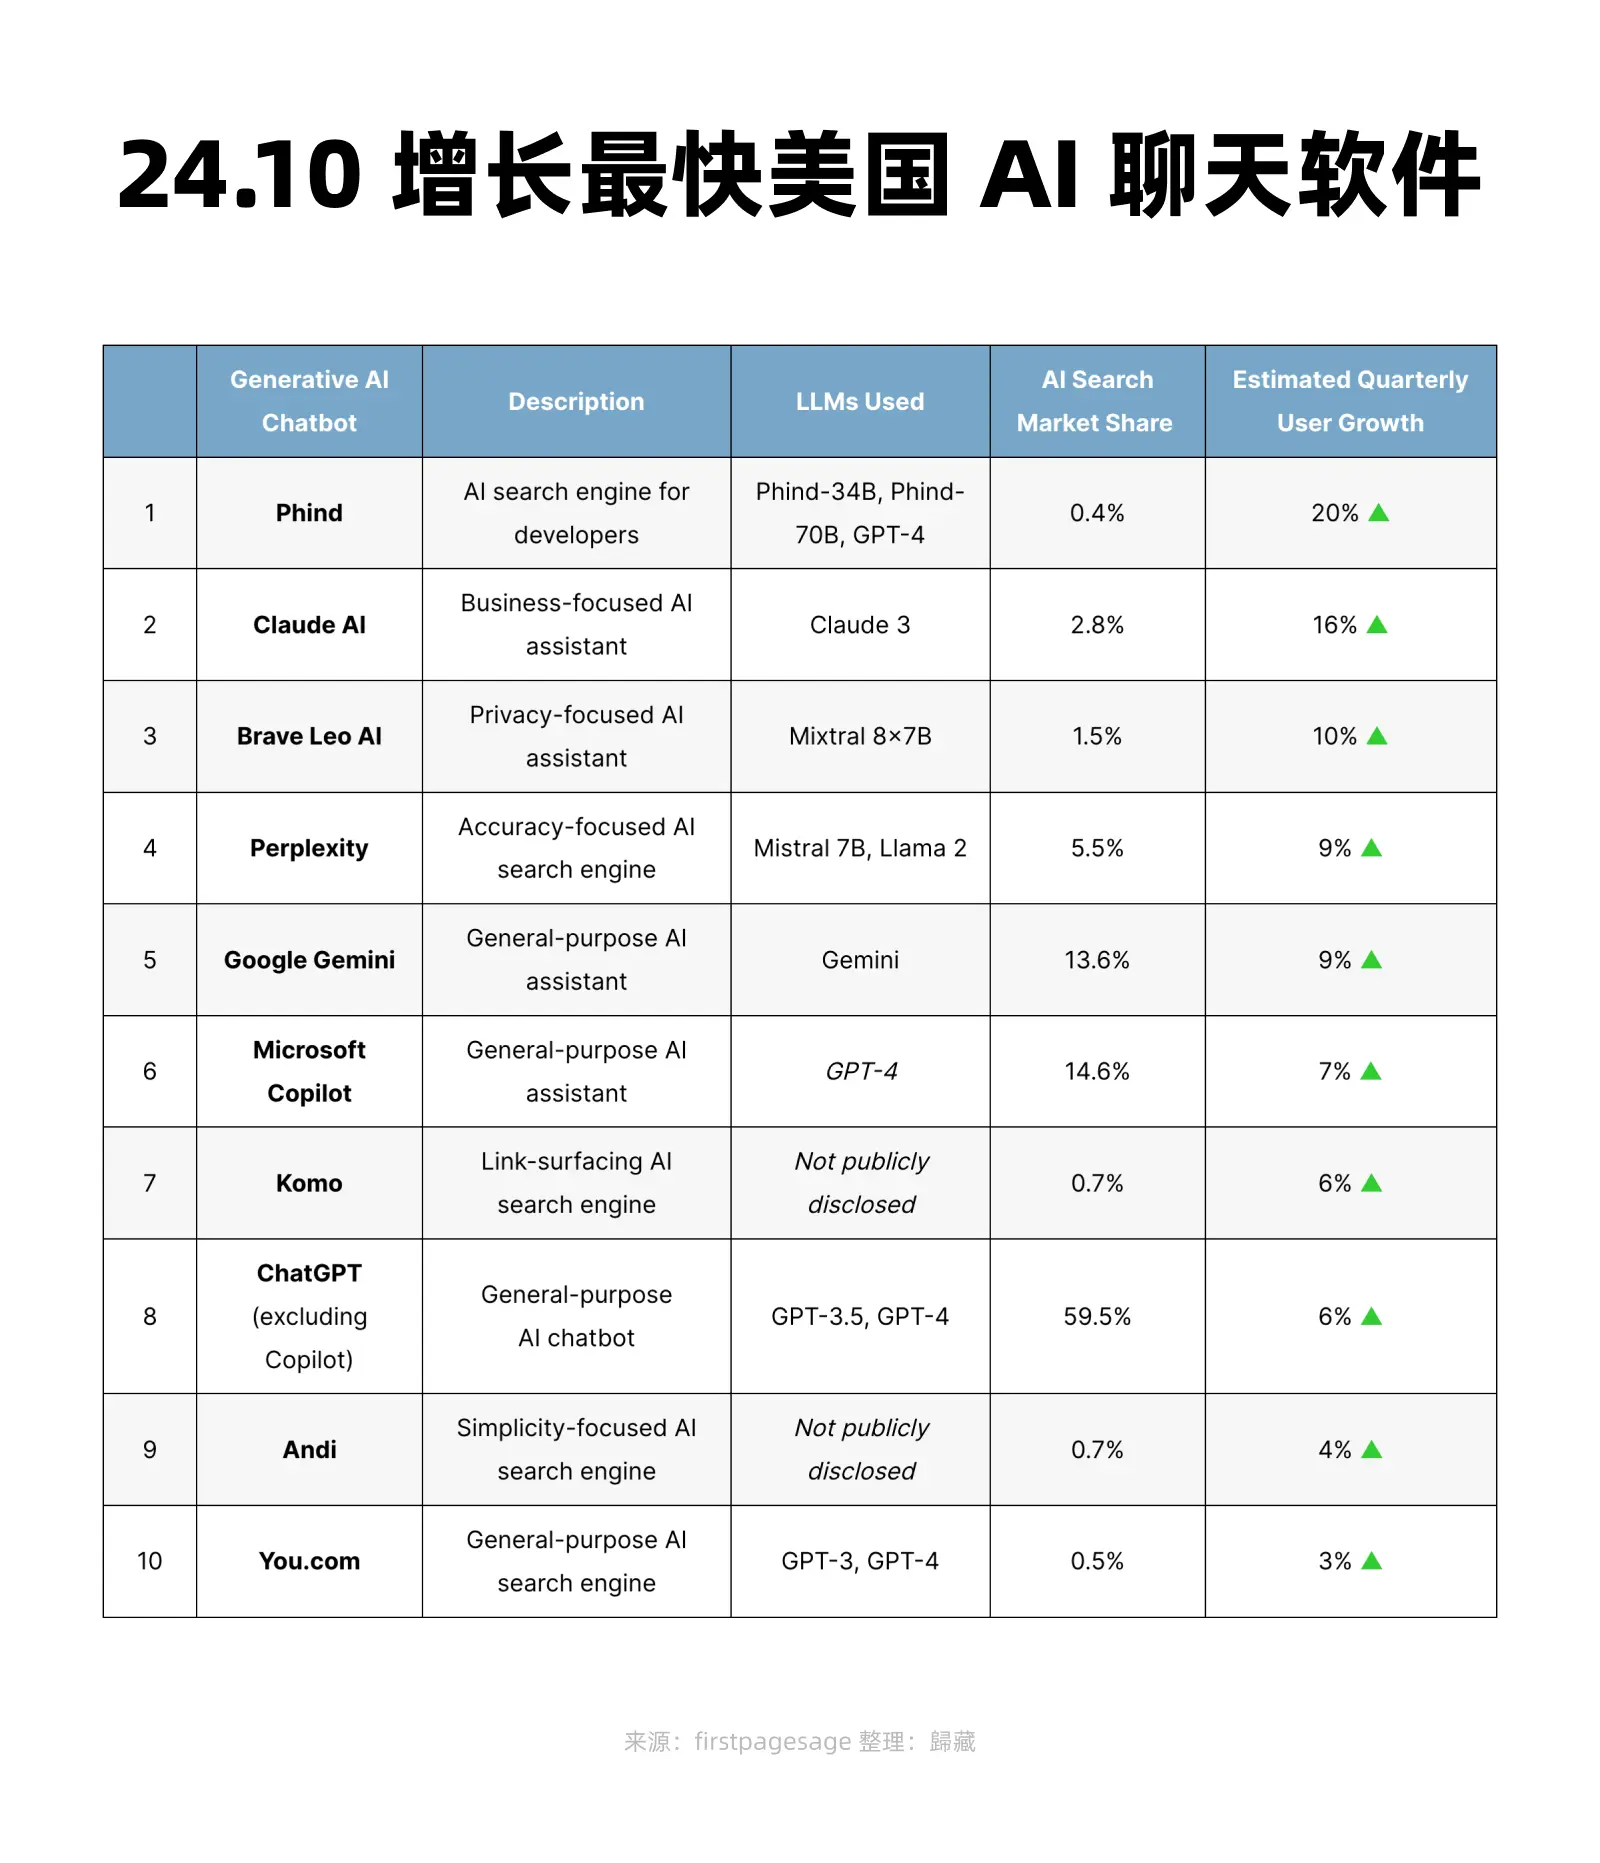 24.10 增长最快美国 AI 聊天软件
Generative AI
Chatbot
Description
LLMs Used
AI Search
Market Share
Estimated Quarterly
User Growth
1
Phind
AI search engine for
developers
Phind-34B, Phind-
70B, GPT-4
0.4%
20% ▲
2
Claude AI
Business-focused AI
assistant
Claude 3
2.8%
16% ▲
3
Brave Leo AI
Privacy-focused AI
assistant
Mixtral 8×7B
1.5%
10% ▲
4
Perplexity
Accuracy-focused AI
search engine
Mistral 7B, Llama 2
5.5%
9% ▲
5
Google Gemini
General-purpose AI
assistant
Gemini
13.6%
9% ▲
6
Microsoft
Copilot
General-purpose AI
assistant
GPT-4
14.6%
7% ▲
7
Komo
Link-surfacing AI
search engine
Not publicly
disclosed
0.7%
6% ▲
8
ChatGPT
(excluding
Copilot)
General-purpose
AI chatbot
GPT-3.5, GPT-4
59.5%
6% ▲
9
Andi
Simplicity-focused AI
search engine
Not publicly
disclosed
0.7%
4% ▲
10
You.com
General-purpose AI
search engine
GPT-3, GPT-4
0.5%
3% ▲
来源：firstpagesage 整理：歸藏